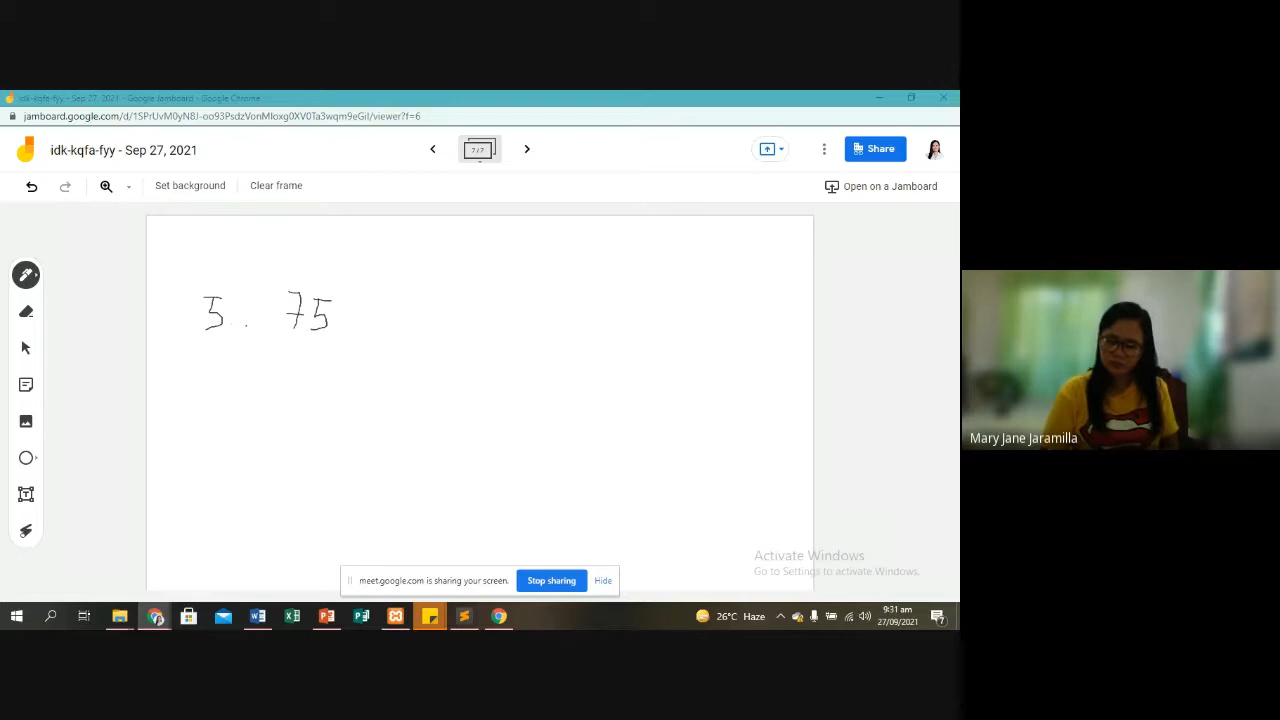 idk-kqfa-fyy - Sep 27, 2021 - Google Jamboard - Google Chrome
jamboard.google.com/d/1SPrUvM0yN8J-oo93PsdzVonMloxg0XV0Ta3wqm9eGiI/viewer?f=6
idk-kqfa-fyy - Sep 27, 2021
7 / 7
Share
Set background Clear frame
Open on a Jamboard
5.. 75
Mary Jane Jaramilla
Activate Windows
Go to Settings to activate Windows.
meet.google.com is sharing your screen. Stop sharing Hide
26°C Haze
9:31 am
27/09/2021
7